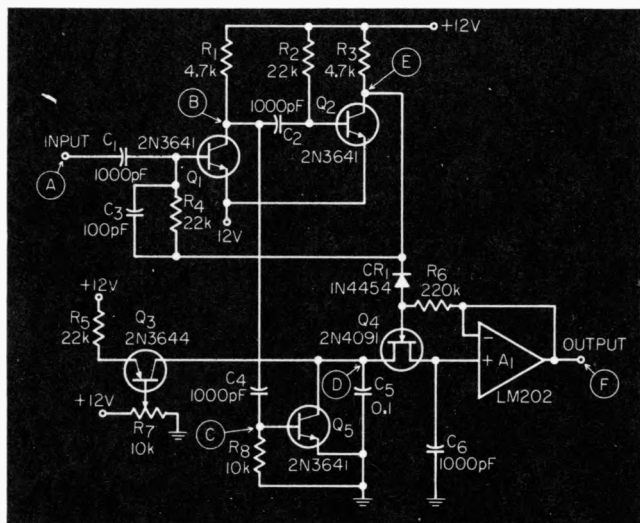 +12V
R1
4.7k
R2
22k
R3
4.7k
E
B
1000pF
C2
Q2
2N3641
INPUT
A
C1
1000pF
2N3641
Q1
C3
100pF
R4
22k
12V
CR1
1N4454
R6
220k
+12V
R5
22k
Q3
2N3644
Q4
2N4091
- 
+ A1
LM202
OUTPUT
F
C4
1000pF
D
C5
0.1
+12V
R7
10k
C
R8
10k
Q5
2N3641
C6
1000pF